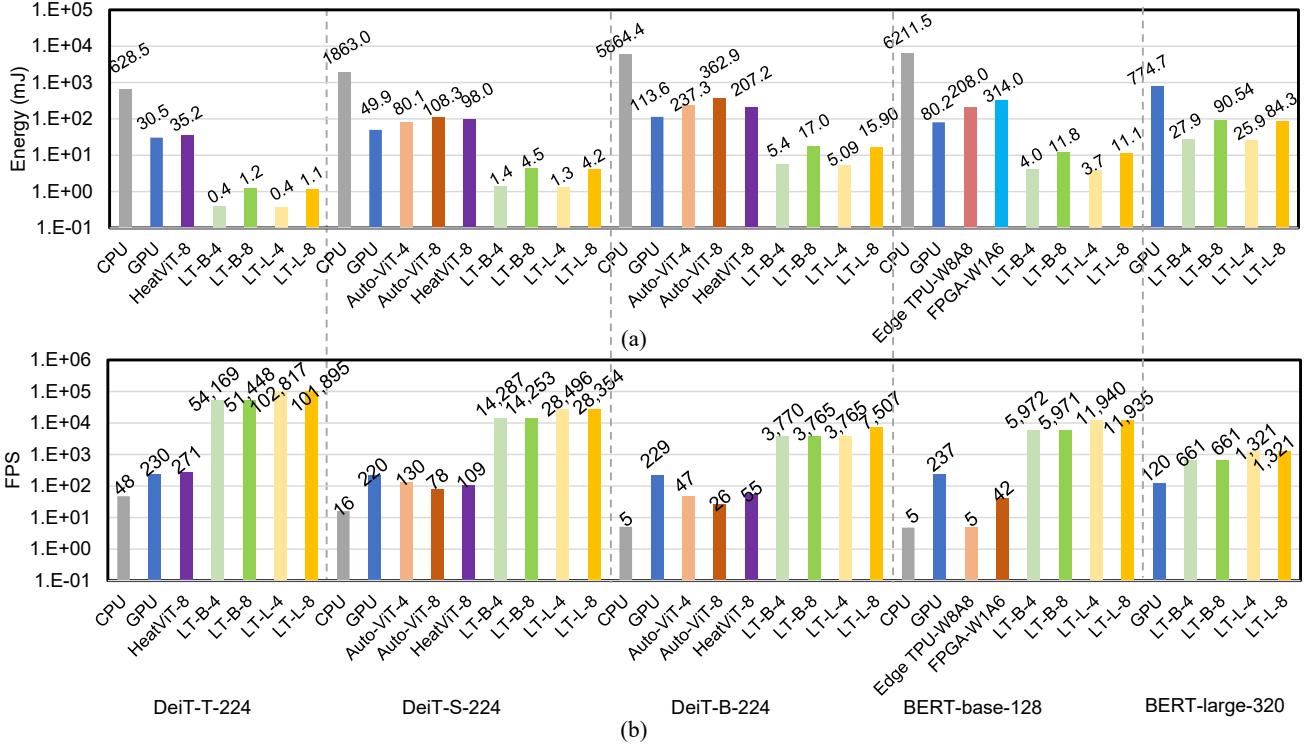 1.E+05
1.E+04
1.E+03
1.E+02
1.E+01
1.E+00
1.E-01
Energy (mJ)
628.5
30.5
35.2
0.4
1.2
0.4
1.1
1863.0
49.9
80.1
108.3
98.0
1.4
4.5
1.3
4.2
5864.4
113.6
237.3
362.9
207.2
5.4
17.0
5.09
15.90
6211.5
80.2
208.0
314.0
4.0
11.8
3.7
11.1
774.7
27.9
90.54
25.9
84.3
CPU
GPU
HeatViT-8
LT-B-4
LT-B-8
LT-L-4
LT-L-8
CPU
GPU
Auto-ViT-4
Auto-ViT-8
HeatViT-8
LT-B-4
LT-B-8
LT-L-4
LT-L-8
CPU
GPU
Auto-ViT-4
Auto-ViT-8
HeatViT-8
LT-B-4
LT-B-8
LT-L-4
LT-L-8
CPU
GPU
Edge TPU-W8A8
FPGA-W1A6
LT-B-4
LT-B-8
LT-L-4
LT-L-8
GPU
LT-B-4
LT-B-8
LT-L-4
LT-L-8
(a)
1.E+06
1.E+05
1.E+04
1.E+03
1.E+02
1.E+01
1.E+00
1.E-01
FPS
48
230
271
54,169
51,448
102,817
101,895
16
220
130
78
109
14,287
14,253
28,496
28,354
5
229
47
26
55
3,770
3,765
3,765
7,507
5
237
5
42
5,972
5,971
11,940
11,935
120
661
661
1,321
1,321
CPU
GPU
HeatViT-8
LT-B-4
LT-B-8
LT-L-4
LT-L-8
CPU
GPU
Auto-ViT-4
Auto-ViT-8
HeatViT-8
LT-B-4
LT-B-8
LT-L-4
LT-L-8
CPU
GPU
Auto-ViT-4
Auto-ViT-8
HeatViT-8
LT-B-4
LT-B-8
LT-L-4
LT-L-8
CPU
GPU
Edge TPU-W8A8
FPGA-W1A6
LT-B-4
LT-B-8
LT-L-4
LT-L-8
GPU
LT-B-4
LT-B-8
LT-L-4
LT-L-8
DeiT-T-224
DeiT-S-224
DeiT-B-224
BERT-base-128
BERT-large-320
(b)